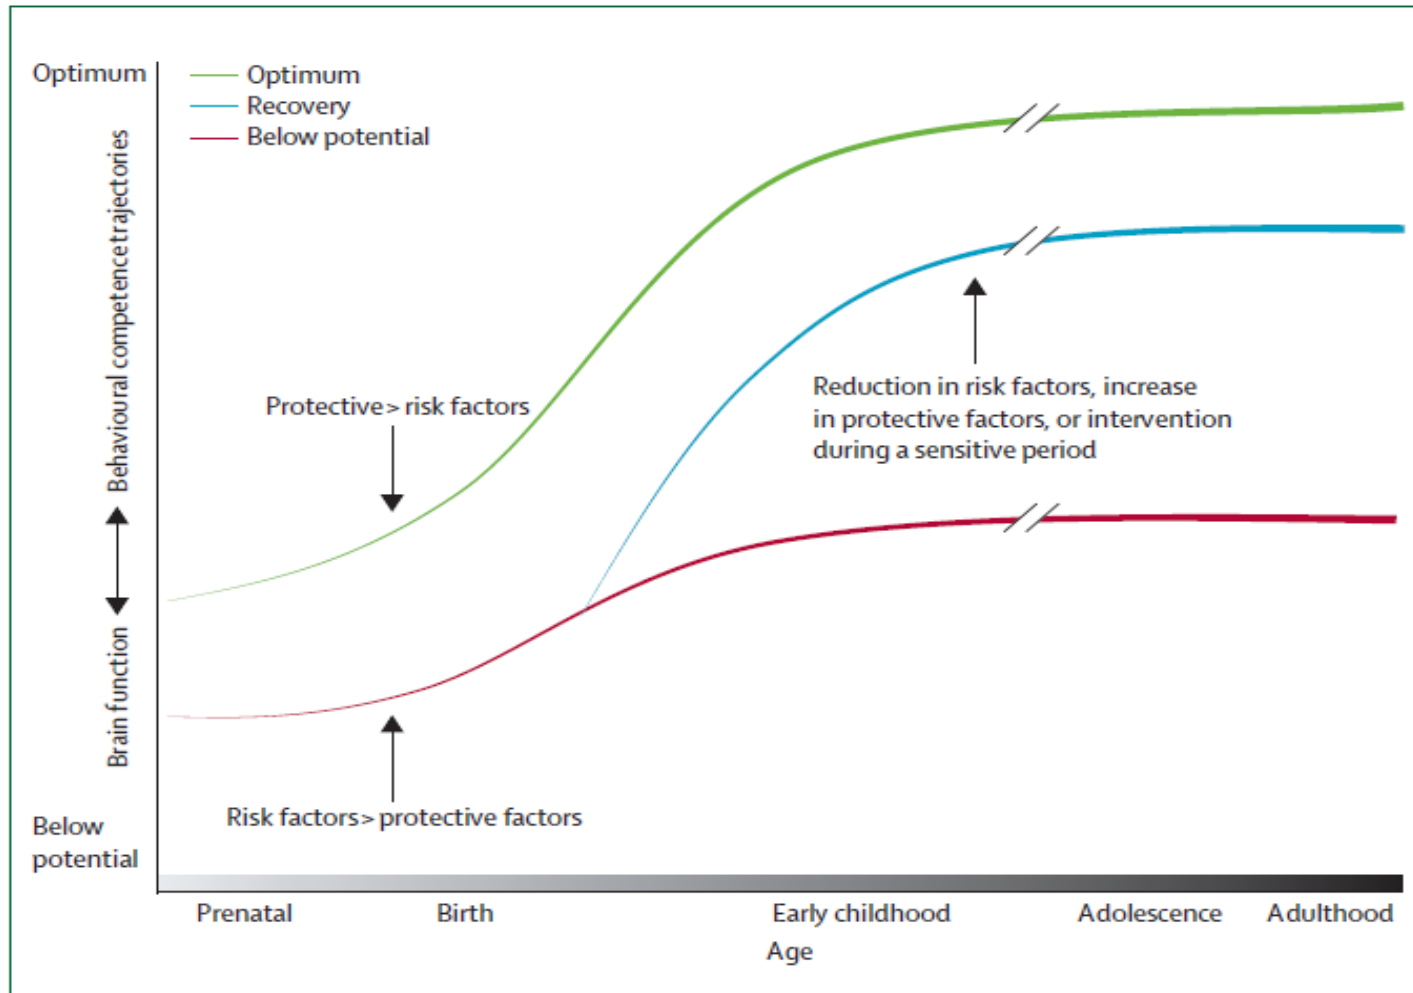 Optimum
Optimum
Recovery
Below potential
Behavioural competence trajectories
Brain function
Protective> risk factors
Reduction in risk factors, increase
in protective factors, or intervention
during a sensitive period
Risk factors> protective factors
Below
potential
Prenatal
Birth
Early childhood
Adolescence
Adulthood
Age